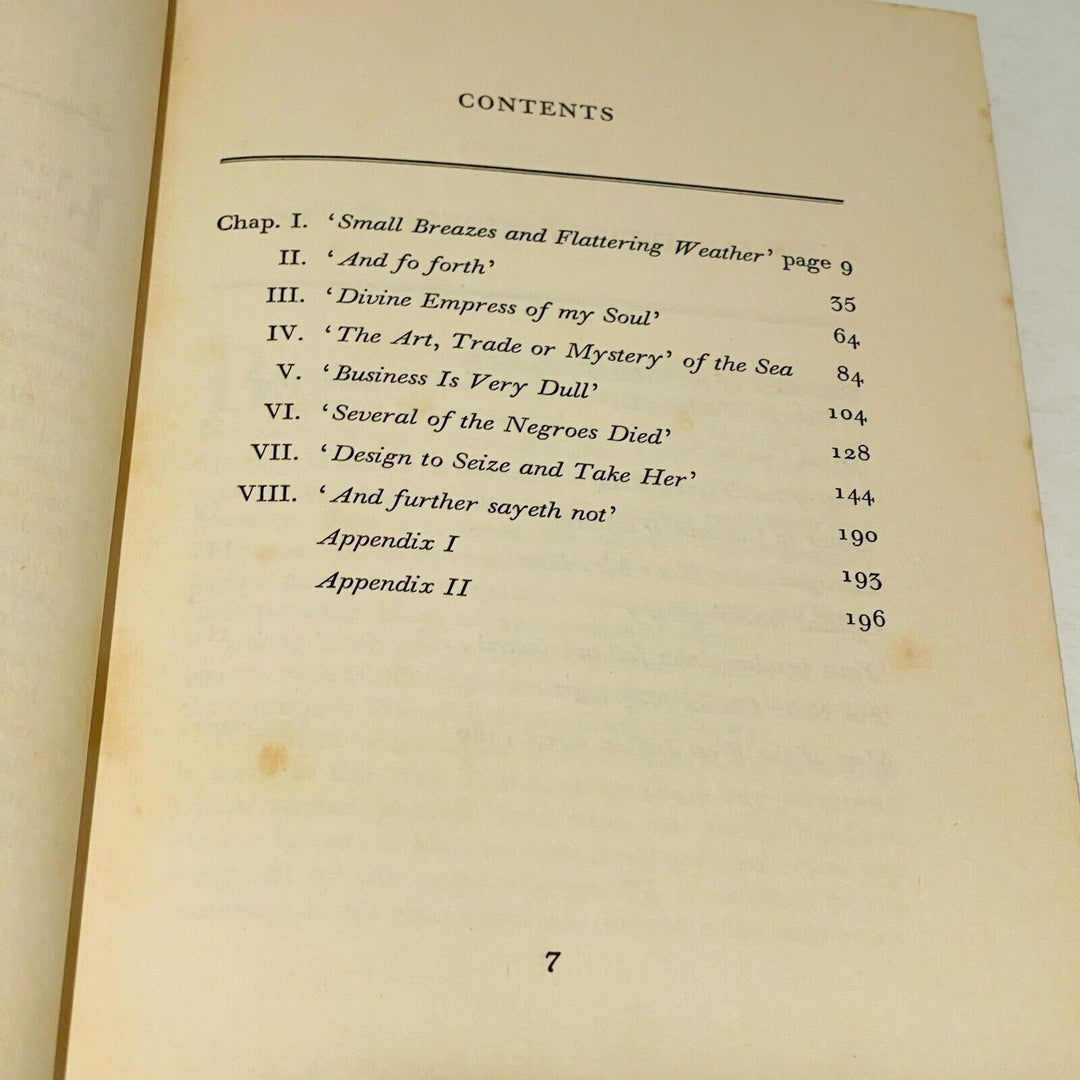 CONTENTS
Chap. I. ‘Small Breazes and Flattering Weather’ page 9
II. ‘And fo forth’ 35
III. ‘Divine Empress of my Soul’ 64
IV. ‘The Art, Trade or Mystery’ of the Sea 84
V. ‘Business Is Very Dull’ 104
VI. ‘Several of the Negroes Died’ 128
VII. ‘Design to Seize and Take Her’ 144
VIII. ‘And further sayeth not’ 190
Appendix I 193
Appendix II 196
7